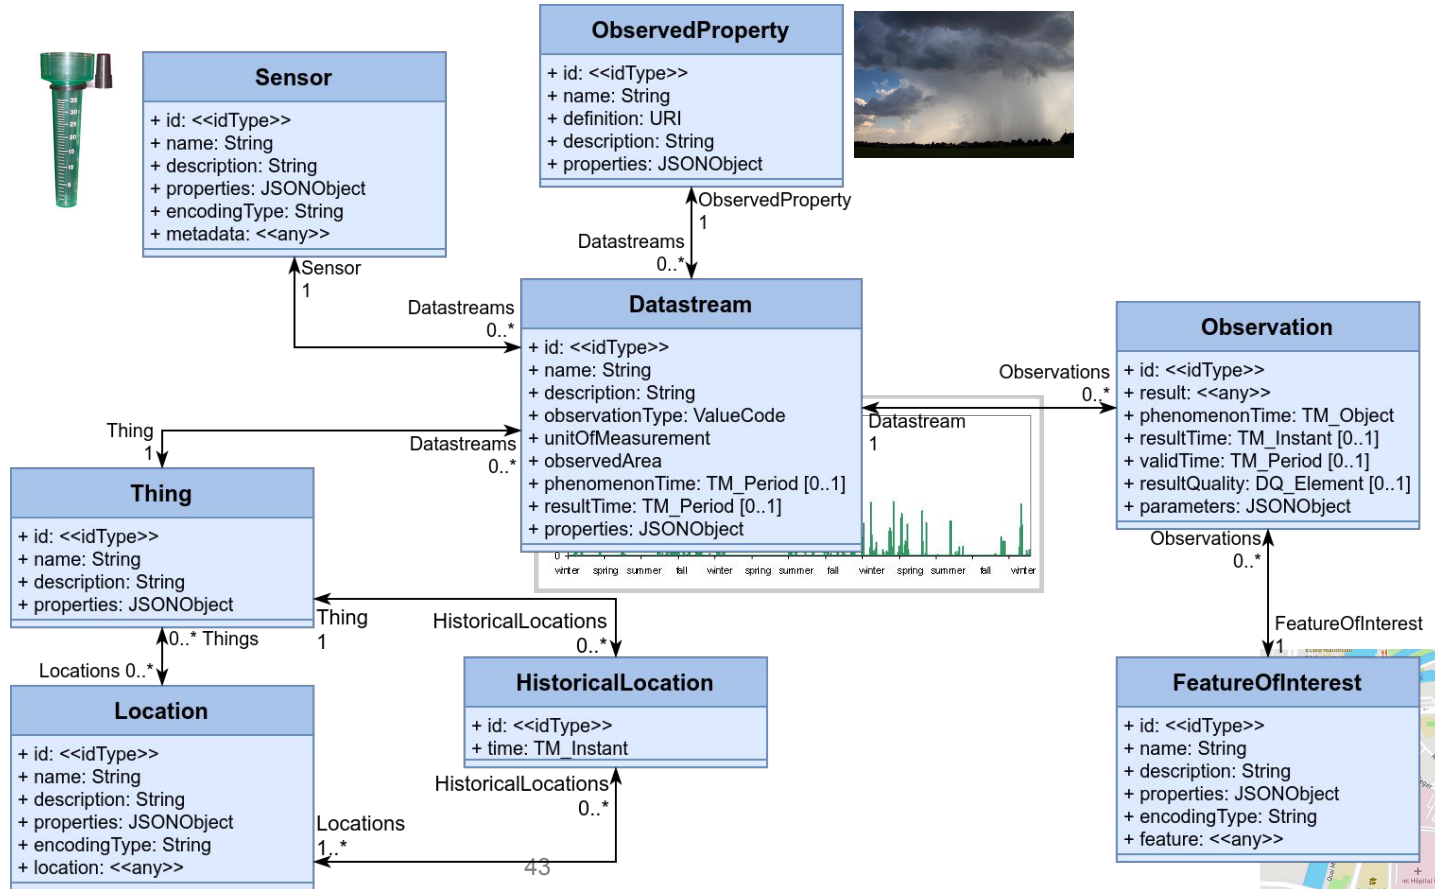 ObservedProperty
+ id: <<idType>>
+ name: String
+ definition: URI
+ description: String
+ properties: JSONObject
Sensor
+ id: <<idType>>
+ name: String
+ description: String
+ properties: JSONObject
+ encodingType: String
+ metadata: <<any>>
35
30
25
20
15
10
5
ObservedProperty
1
Datastreams
0..*
Sensor
1
Datastreams
0..*
Datastream
+ id: <<idType>>
+ name: String
+ description: String
+ observationType: ValueCode
+ unitOfMeasurement
+ observedArea
+ phenomenonTime: TM_Period [0..1]
+ resultTime: TM_Period [0..1]
+ properties: JSONObject
Observations
0..*
Datastream
1
Observation
+ id: <<idType>>
+ result: <<any>>
+ phenomenonTime: TM_Object
+ resultTime: TM_Instant [0..1]
+ validTime: TM_Period [0..1]
+ resultQuality: DQ_Element [0..1]
+ parameters: JSONObject
Thing
1
Datastreams
0..*
0
winter spring summer fall winter spring summer fall winter spring summer fall winter
Thing
+ id: <<idType>>
+ name: String
+ description: String
+ properties: JSONObject
Thing
1
HistoricalLocations
0..*
Observations
0..*
FeatureOfInterest
1
0..* Things
Locations 0..*
HistoricalLocation
+ id: <<idType>>
+ time: TM_Instant
HistoricalLocations
0..*
Locations
1..*
Location
+ id: <<idType>>
+ name: String
+ description: String
+ properties: JSONObject
+ encodingType: String
+ location: <<any>>
FeatureOfInterest
+ id: <<idType>>
+ name: String
+ description: String
+ properties: JSONObject
+ encodingType: String
+ feature: <<any>>
43